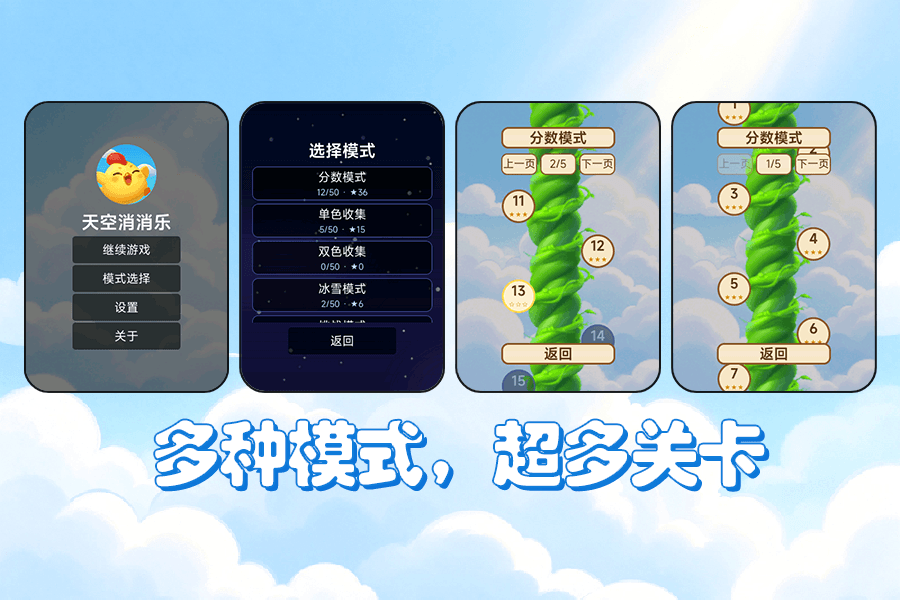 天空消消乐
继续游戏
模式选择
设置
关于
选择模式
分数模式
12/50 · ★36
单色收集
5/50 · ★15
双色收集
0/50 · ★0
冰雪模式
2/50 · ★6
返回
分数模式
上一页 2/5 下一页
11
12
13
14
返回
15
1
分数模式
2
上一页 1/5 下一页
3
4
5
6
返回
7
多种模式，超多关卡